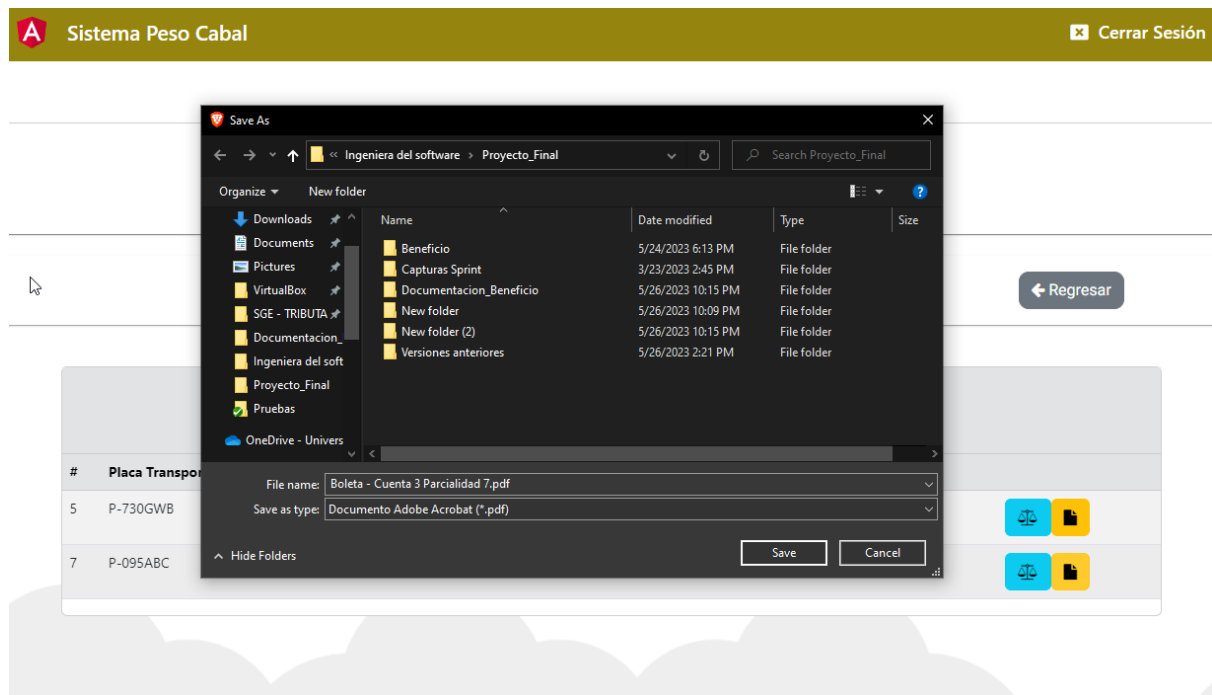 Sistema Peso Cabal
Cerrar Sesión
Save As
« Ingeniera del software > Proyecto_Final
Search Proyecto_Final
Organize
New folder
Downloads
Documents
Pictures
VirtualBox
SGE - TRIBUTA
Documentacion_
Ingeniera del soft
Proyecto_Final
Pruebas
OneDrive - Univers
Name Date modified Type Size
Beneficio 5/24/2023 6:13 PM File folder
Capturas Sprint 3/23/2023 2:45 PM File folder
Documentacion_Beneficio 5/26/2023 10:15 PM File folder
New folder 5/26/2023 10:09 PM File folder
New folder (2) 5/26/2023 10:15 PM File folder
Versiones anteriores 5/26/2023 2:21 PM File folder
File name: Boleta - Cuenta 3 Parcialidad 7.pdf
Save as type: Documento Adobe Acrobat (*.pdf)
Hide Folders
Save
Cancel
Regresar
# Placa Transpor
5 P-730GWB
7 P-095ABC